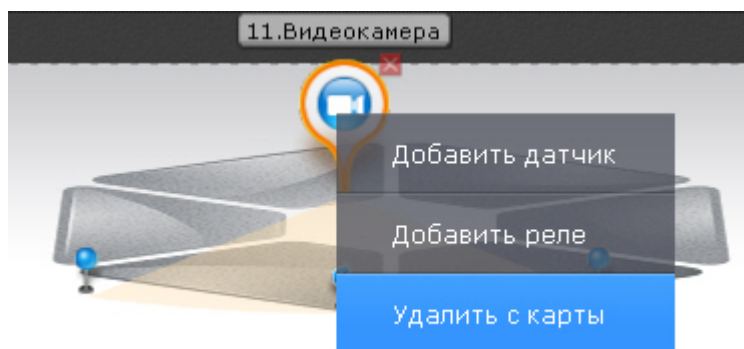 11.Видеокамера
Добавить датчик
Добавить реле
Удалить с карты